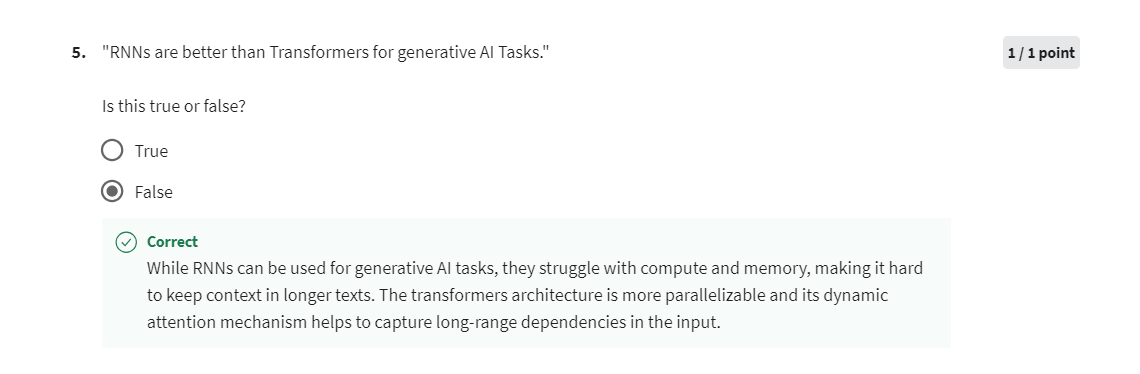 5. "RNNs are better than Transformers for generative AI Tasks."
1 / 1 point
Is this true or false?
True
False
Correct
While RNNs can be used for generative AI tasks, they struggle with compute and memory, making it hard
to keep context in longer texts. The transformers architecture is more parallelizable and its dynamic
attention mechanism helps to capture long-range dependencies in the input.